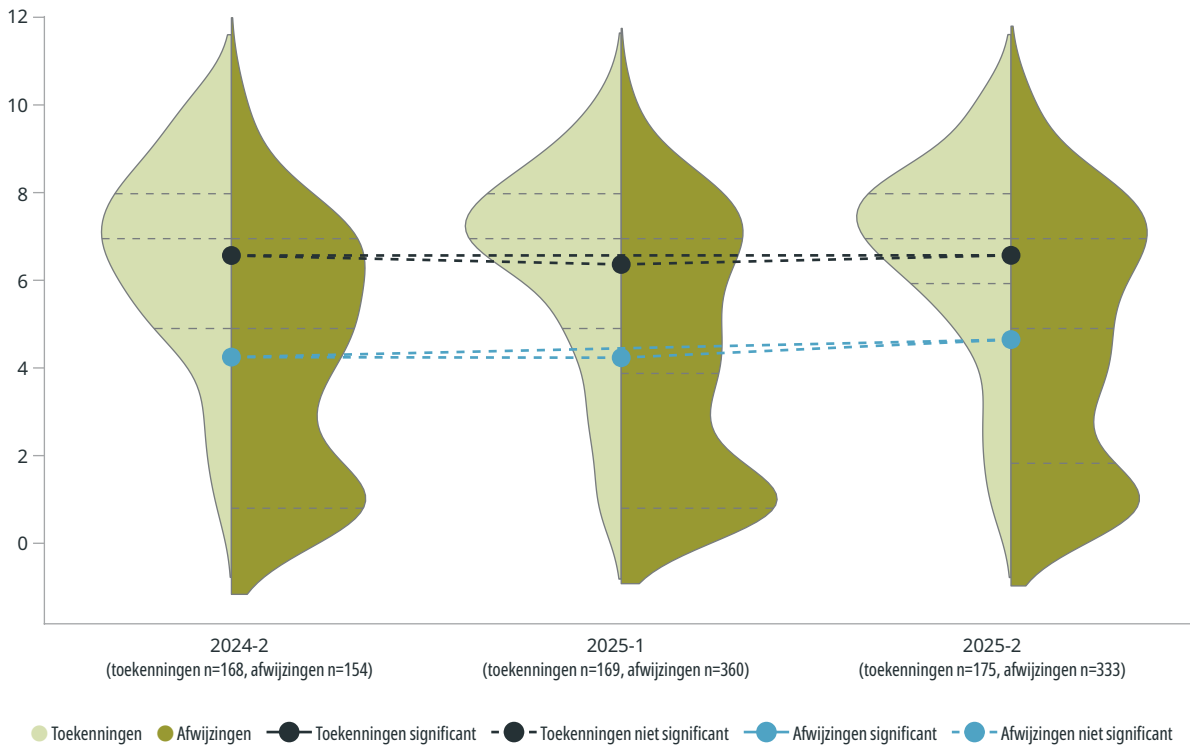 12
10
8
6
4
2
0
2024-2
(toekenningen n=168, afwijzingen n=154)
2025-1
(toekenningen n=169, afwijzingen n=360)
2025-2
(toekenningen n=175, afwijzingen n=333)
Toekenningen Afwijzingen Toekenningen significant Toekenningen niet significant Afwijzingen significant Afwijzingen niet significant